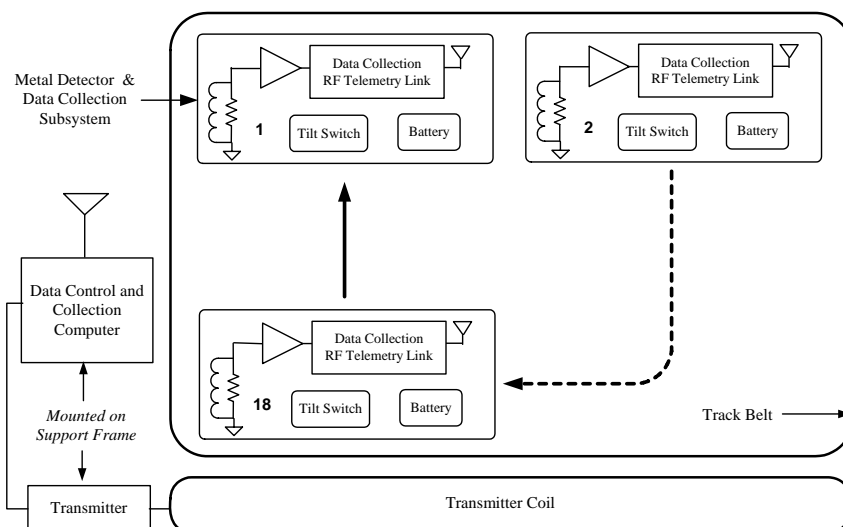 Metal Detector &
Data Collection
Subsystem
Data Collection
RF Telemetry Link
1
Tilt Switch
Battery
Data Collection
RF Telemetry Link
2
Tilt Switch
Battery
Data Control and
Collection
Computer
Data Collection
RF Telemetry Link
18
Tilt Switch
Battery
Mounted on
Support Frame
Track Belt
Transmitter
Transmitter Coil